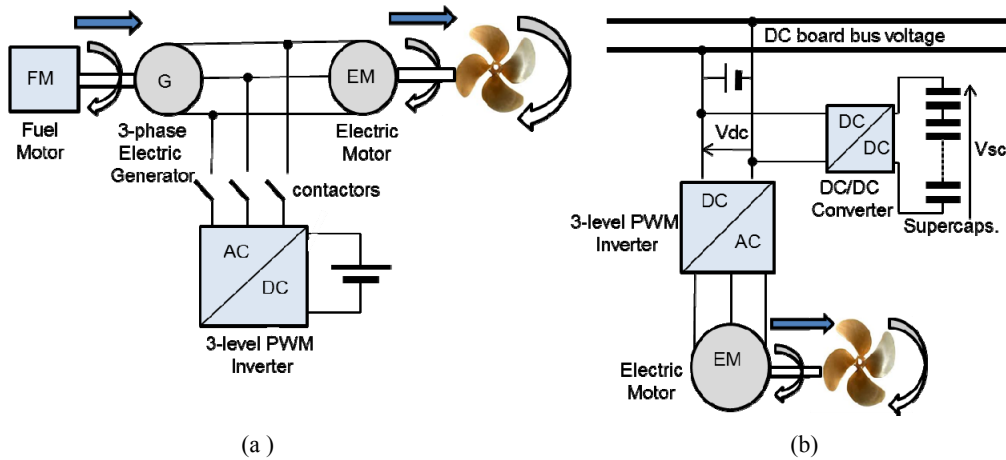 FM
Fuel
Motor
G
3-phase
Electric
Generator
EM
Electric
Motor
contactors
AC
DC
3-level PWM
Inverter
(a )
DC board bus voltage
Vdc
DC
DC
DC/DC
Converter
Vsc
Supercaps.
3-level PWM
Inverter
DC
AC
EM
Electric
Motor
(b)